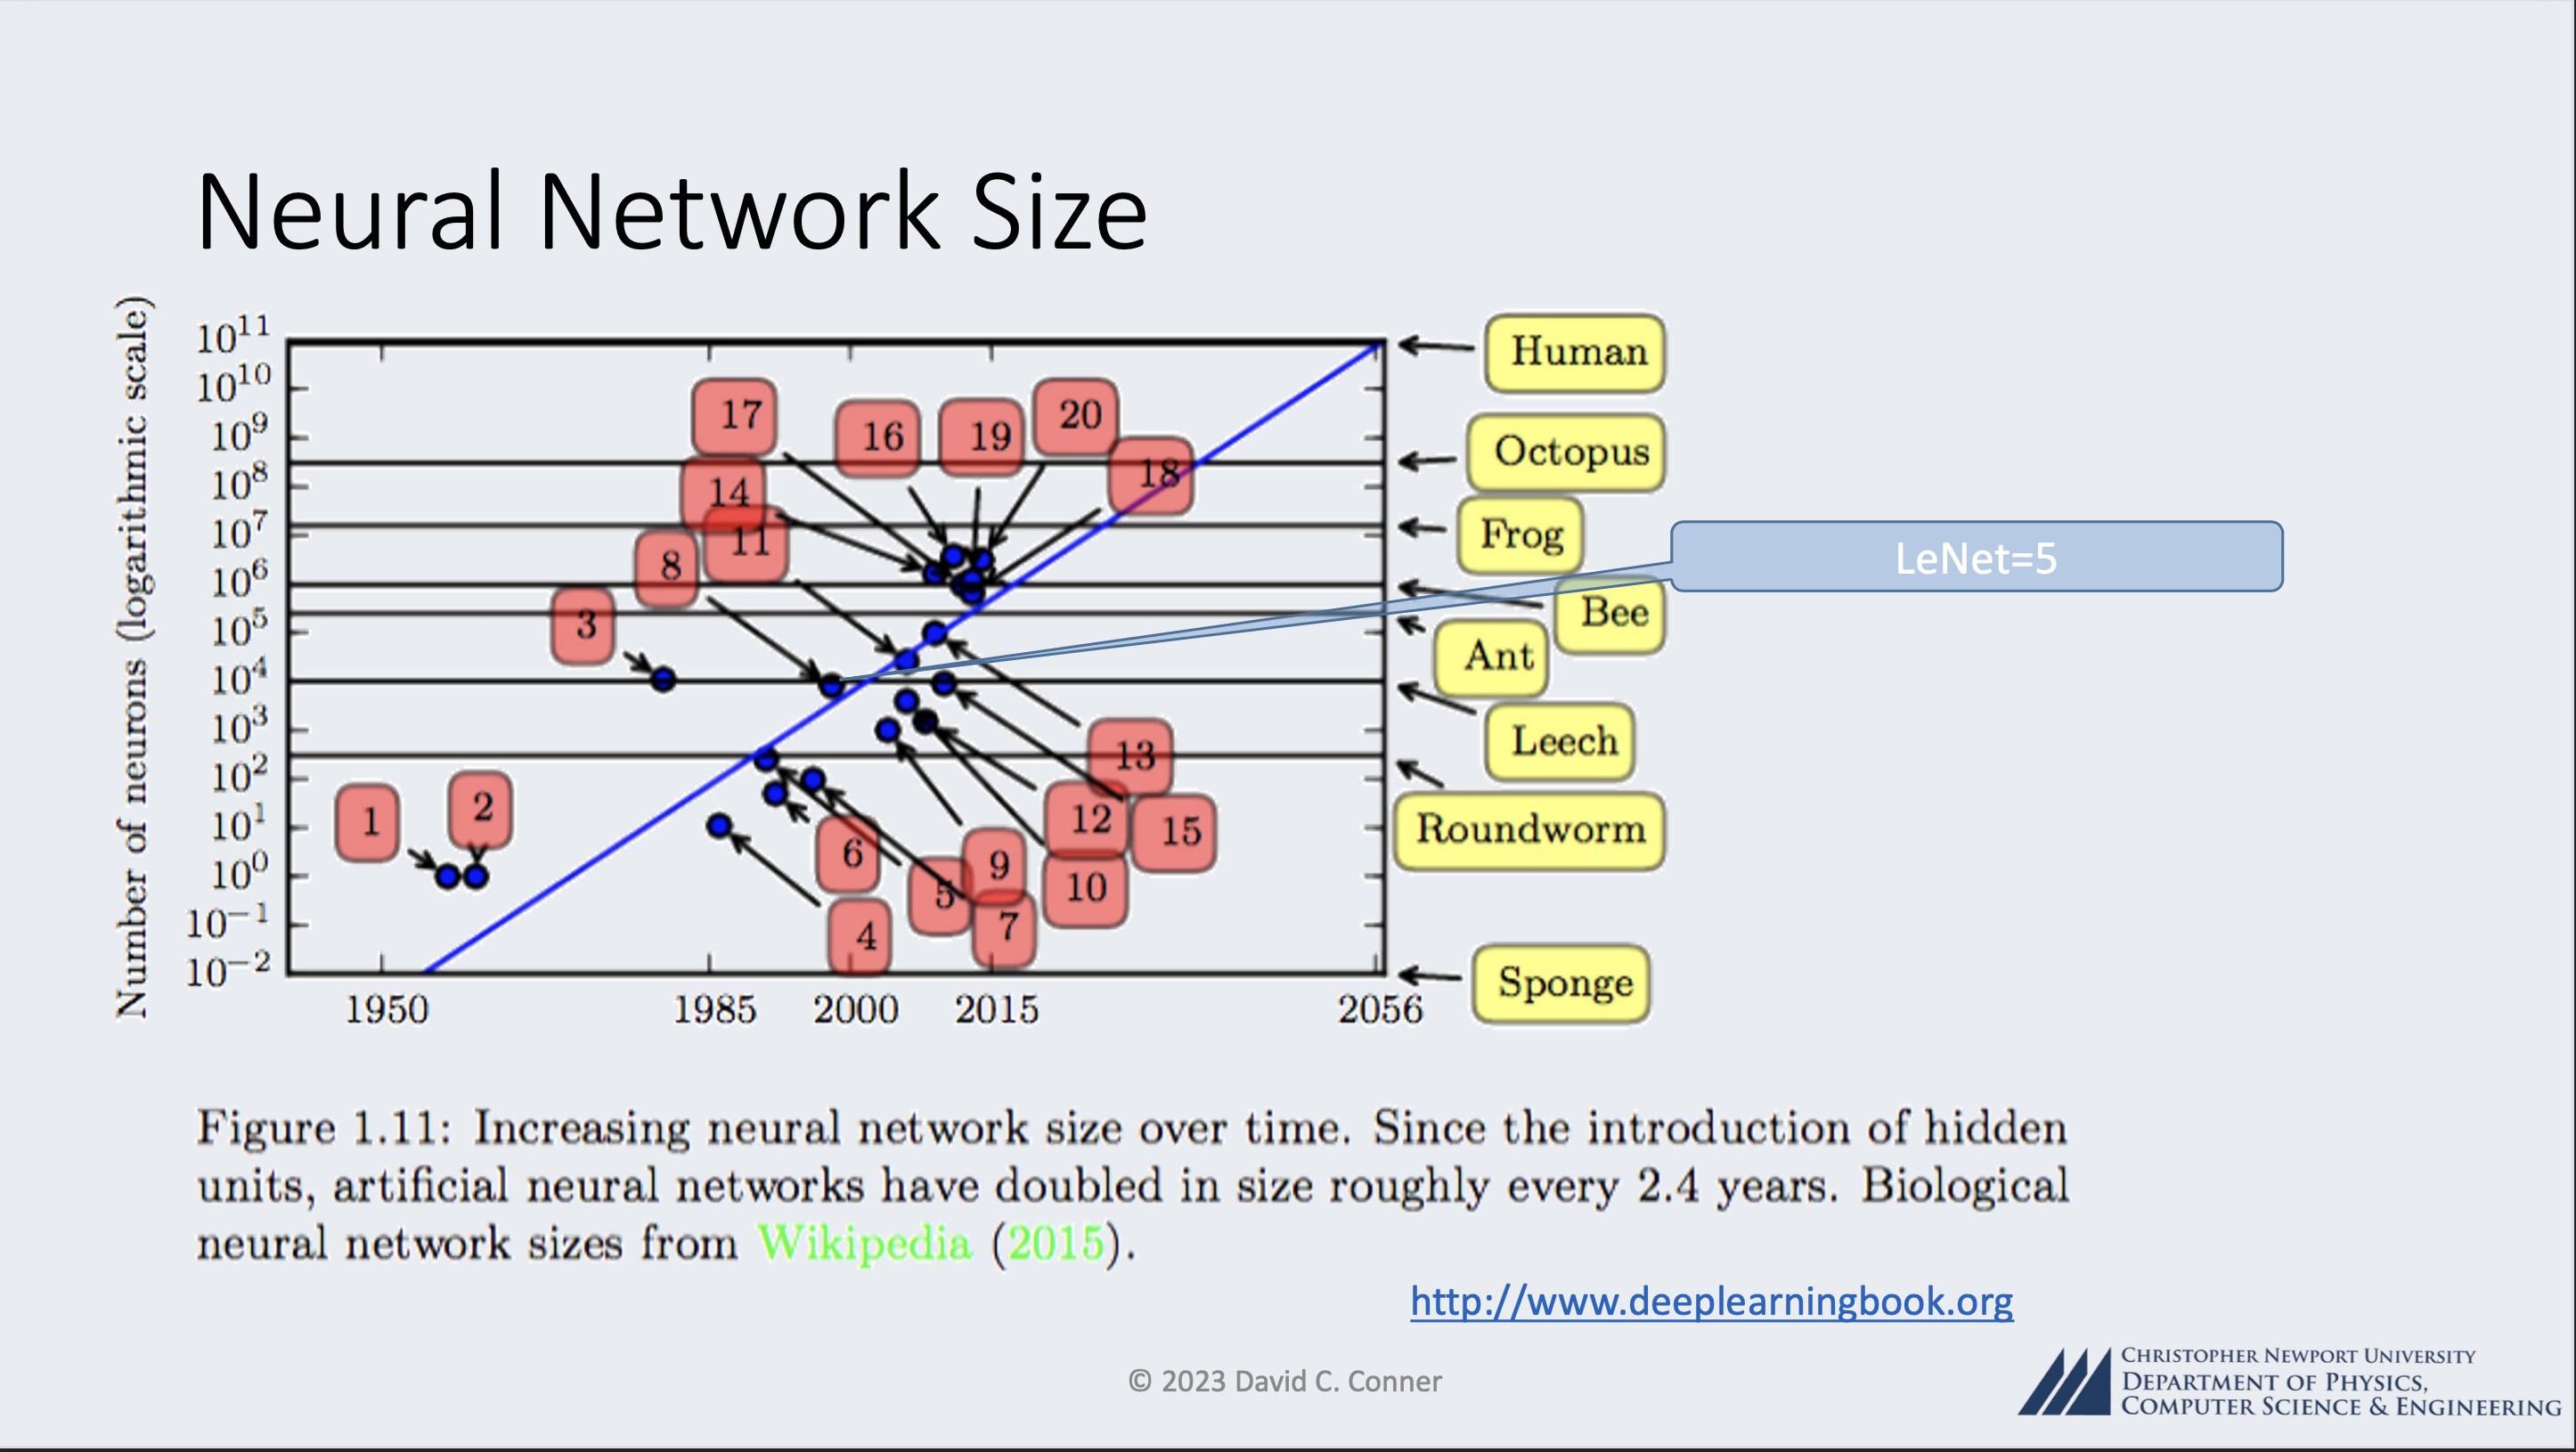 Neural Network Size
Number of neurons (logarithmic scale)
10^11
10^10
10^9
10^8
10^7
10^6
10^5
10^4
10^3
10^2
10^1
10^0
10^−1
10^−2
1950
1985
2000
2015
2056
17
16
19
20
18
14
11
8
3
1
2
13
12
15
6
9
5
10
7
4
Human
Octopus
Frog
LeNet=5
Bee
Ant
Leech
Roundworm
Sponge
Figure 1.11: Increasing neural network size over time. Since the introduction of hidden
units, artificial neural networks have doubled in size roughly every 2.4 years. Biological
neural network sizes from Wikipedia (2015).
http://www.deeplearningbook.org
© 2023 David C. Conner
CHRISTOPHER NEWPORT UNIVERSITY
DEPARTMENT OF PHYSICS,
COMPUTER SCIENCE & ENGINEERING